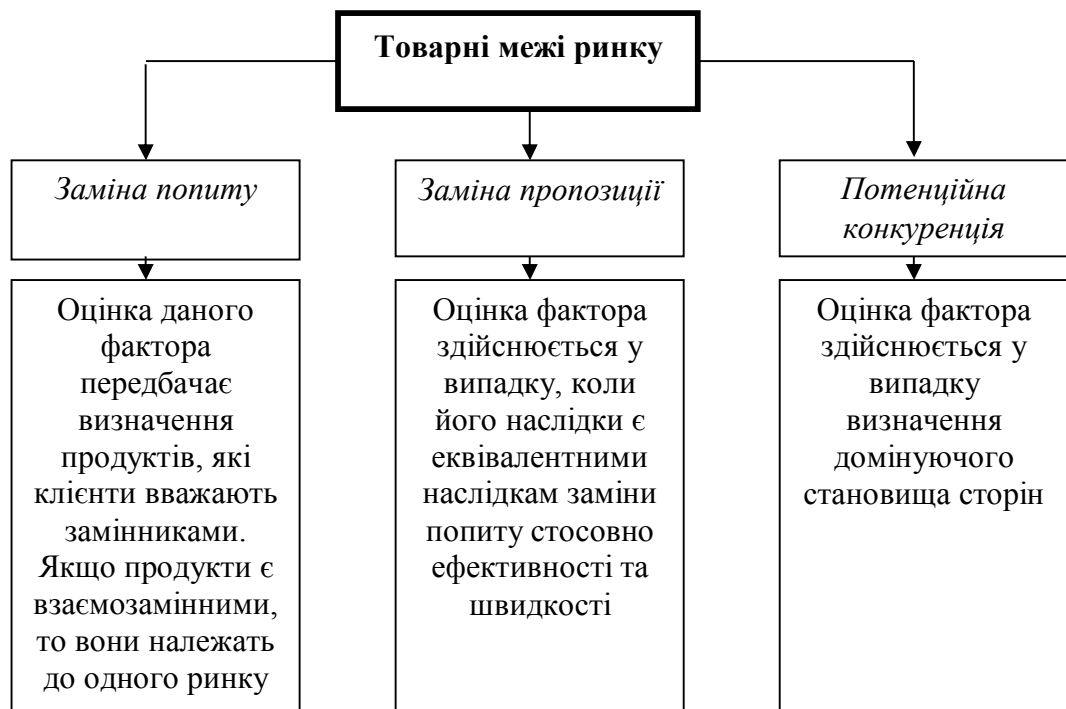 Товарні межі ринку
Заміна попиту
Заміна пропозиції
Потенційна
конкуренція
Оцінка даного
фактора
передбачає
визначення
продуктів, які
клієнти вважають
замінниками.
Якщо продукти є
взаємозамінними,
то вони належать
до одного ринку
Оцінка фактора
здійснюється у
випадку, коли
його наслідки є
еквівалентними
наслідкам заміни
попиту стосовно
ефективності та
швидкості
Оцінка фактора
здійснюється у
випадку
визначення
домінуючого
становища сторін